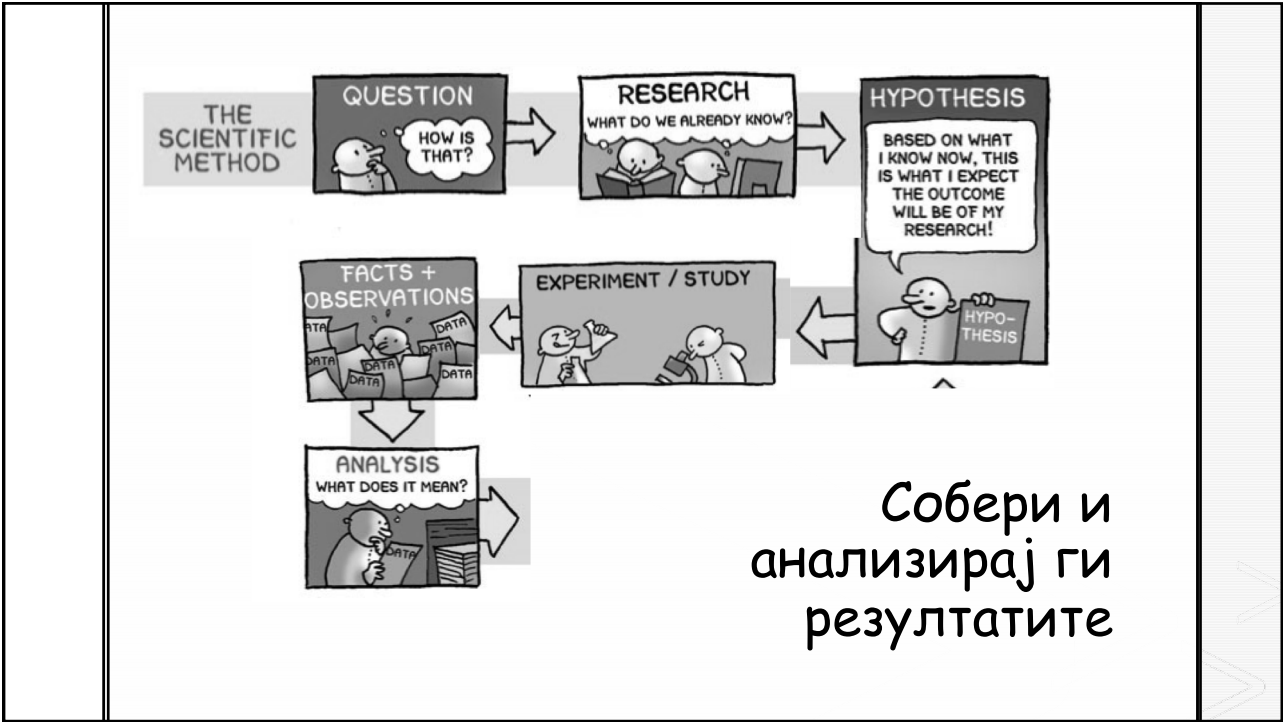 THE
SCIENTIFIC
METHOD
QUESTION
HOW IS
THAT?
RESEARCH
WHAT DO WE ALREADY KNOW?
HYPOTHESIS
BASED ON WHAT
I KNOW NOW, THIS
IS WHAT I EXPECT
THE OUTCOME
WILL BE OF MY
RESEARCH!
HYPO-
THESIS
EXPERIMENT / STUDY
FACTS +
OBSERVATIONS
ATA
DATA
DATA
DATA
DATA
DATA
DATA
ANALYSIS
WHAT DOES IT MEAN?
DATA
Собери и
анализирај ги
резултатите